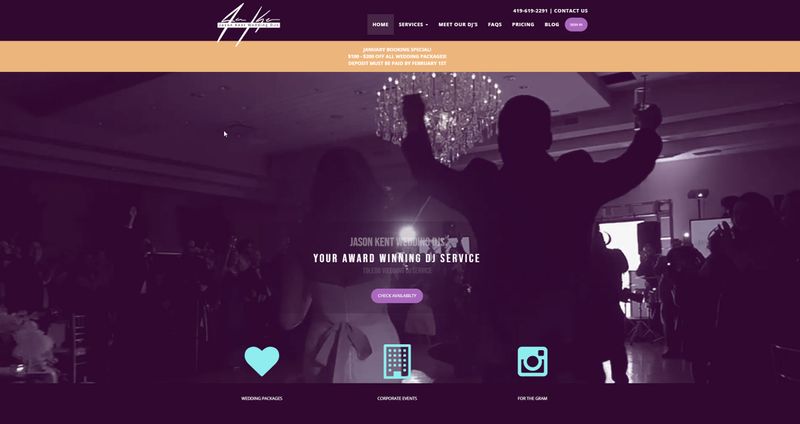 419-619-2291 | CONTACT US
JASON KENT WEDDING DJS
HOME SERVICES MEET OUR DJ'S FAQS PRICING BLOG SIGN IN
JANUARY BOOKING SPECIAL!
$100 - $200 OFF ALL WEDDING PACKAGES!
DEPOSIT MUST BE PAID BY FEBRUARY 1ST
JASON KENT WEDDING DJS
YOUR AWARD WINNING DJ SERVICE
TOLEDO WEDDING DJ SERVICE
CHECK AVAILABILTY
WEDDING PACKAGES
CORPORATE EVENTS
FOR THE GRAM